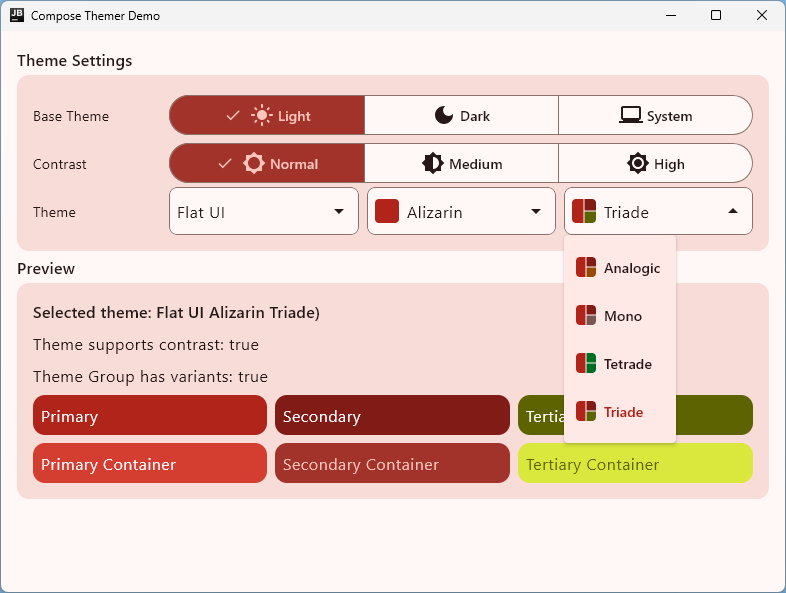 JB
Compose Themer Demo
Theme Settings
Base Theme
Light
Dark
System
Contrast
Normal
Medium
High
Theme
Flat UI
Alizarin
Triade
Preview
Analogic
Mono
Tetrade
Triade
Selected theme: Flat UI Alizarin Triade)
Theme supports contrast: true
Theme Group has variants: true
Primary
Secondary
Primary Container
Secondary Container
Tertiary Container